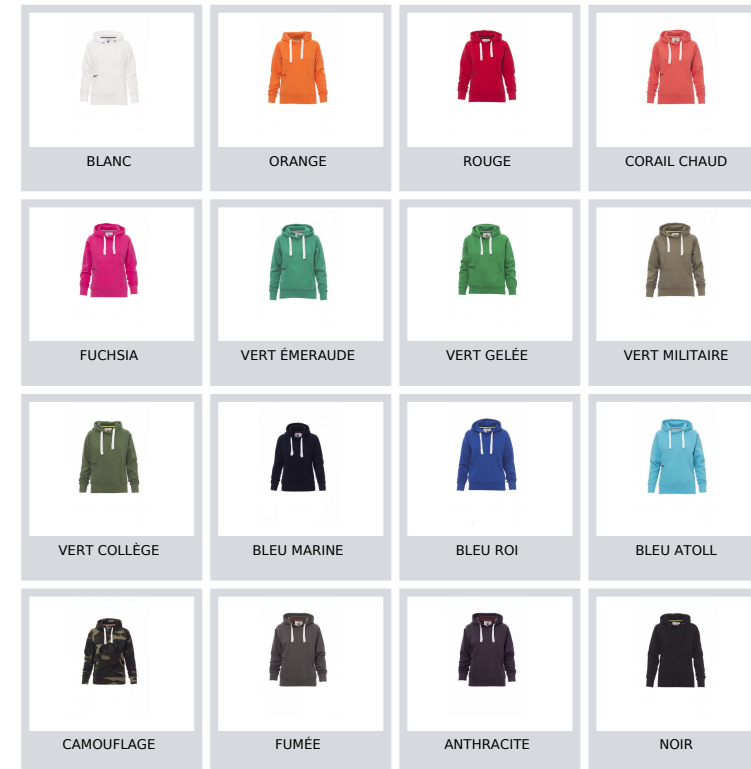 BLANC
ORANGE
ROUGE
CORAIL CHAUD
FUCHSIA
VERT ÉMERAUDE
VERT GELÉE
VERT MILITAIRE
VERT COLLÈGE
BLEU MARINE
BLEU ROI
BLEU ATOLL
CAMOUFLAGE
FUMÉE
ANTHRACITE
NOIR